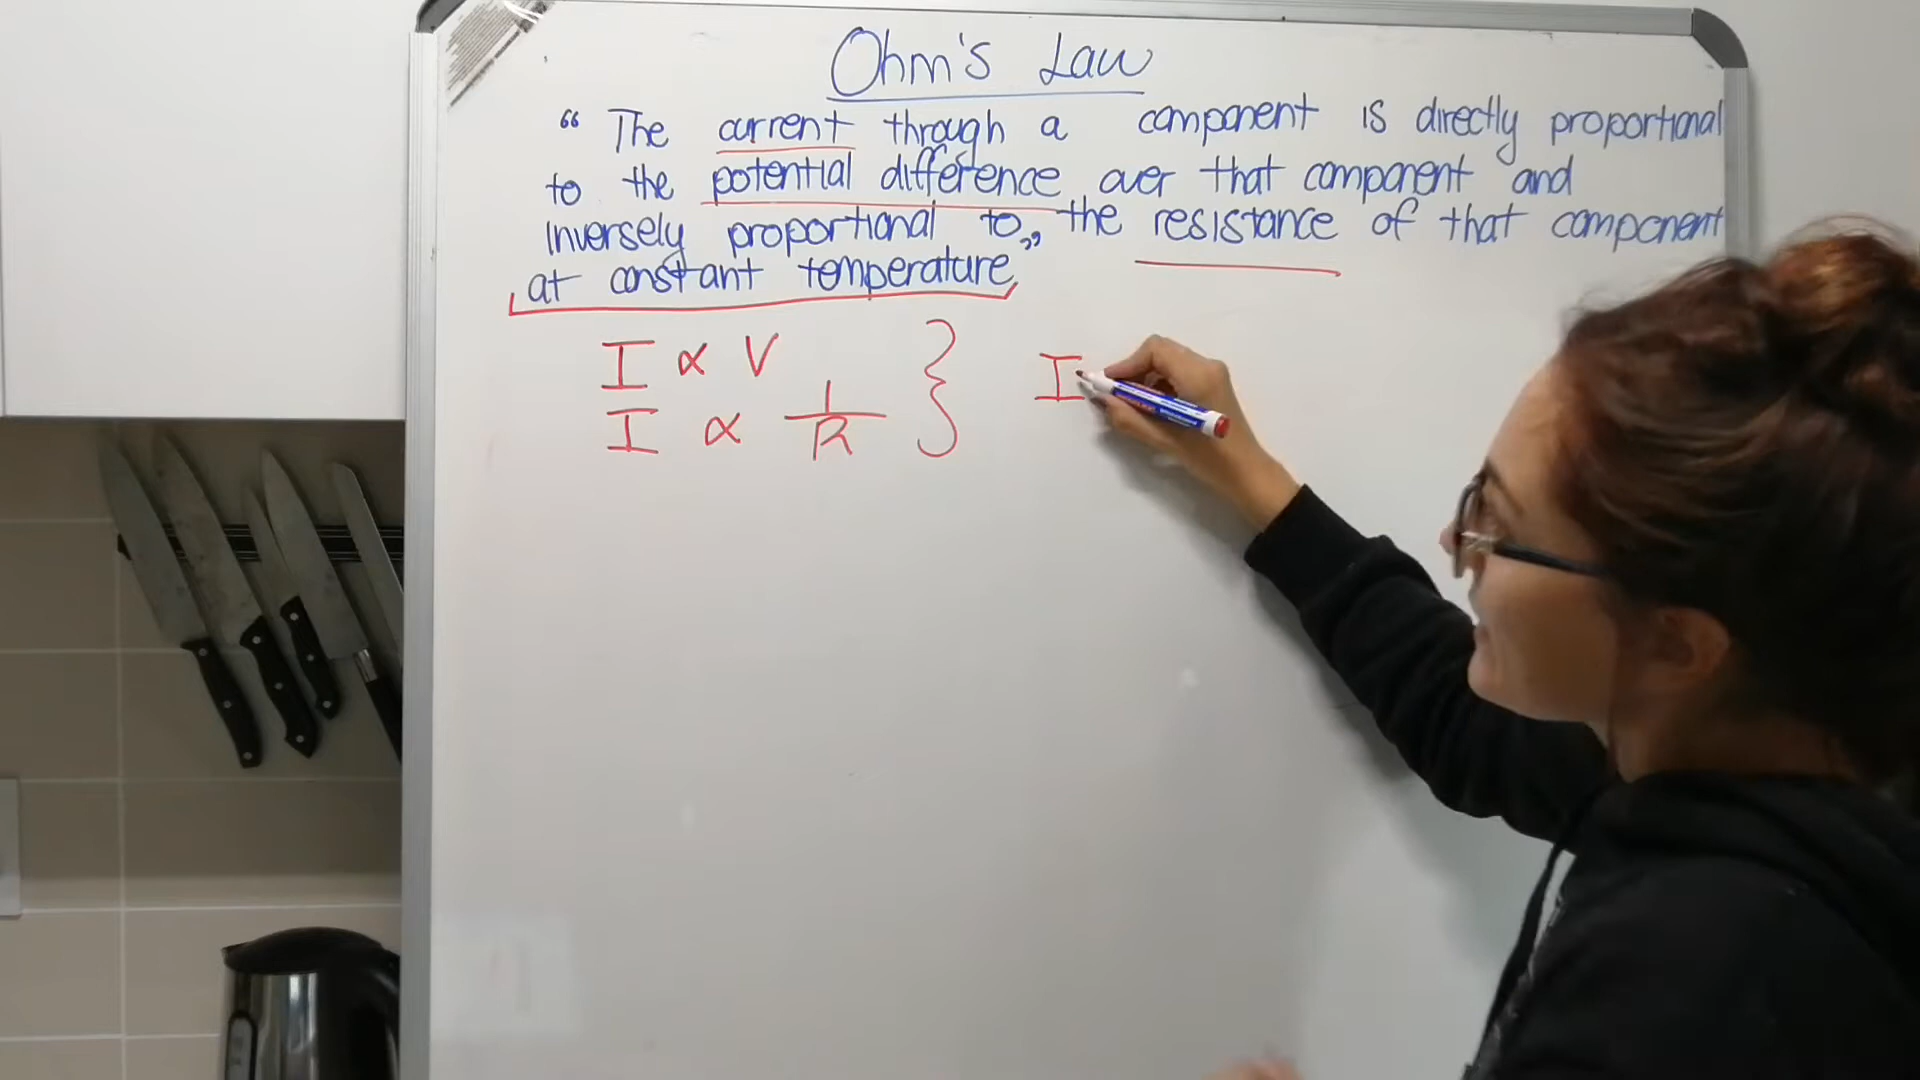 Ohm's Law
“ The current through a component is directly proportional
to the potential difference over that component and
inversely proportional to,, the resistance of that component
at constant temperature”
I ∝ V
I ∝ 1/R
I